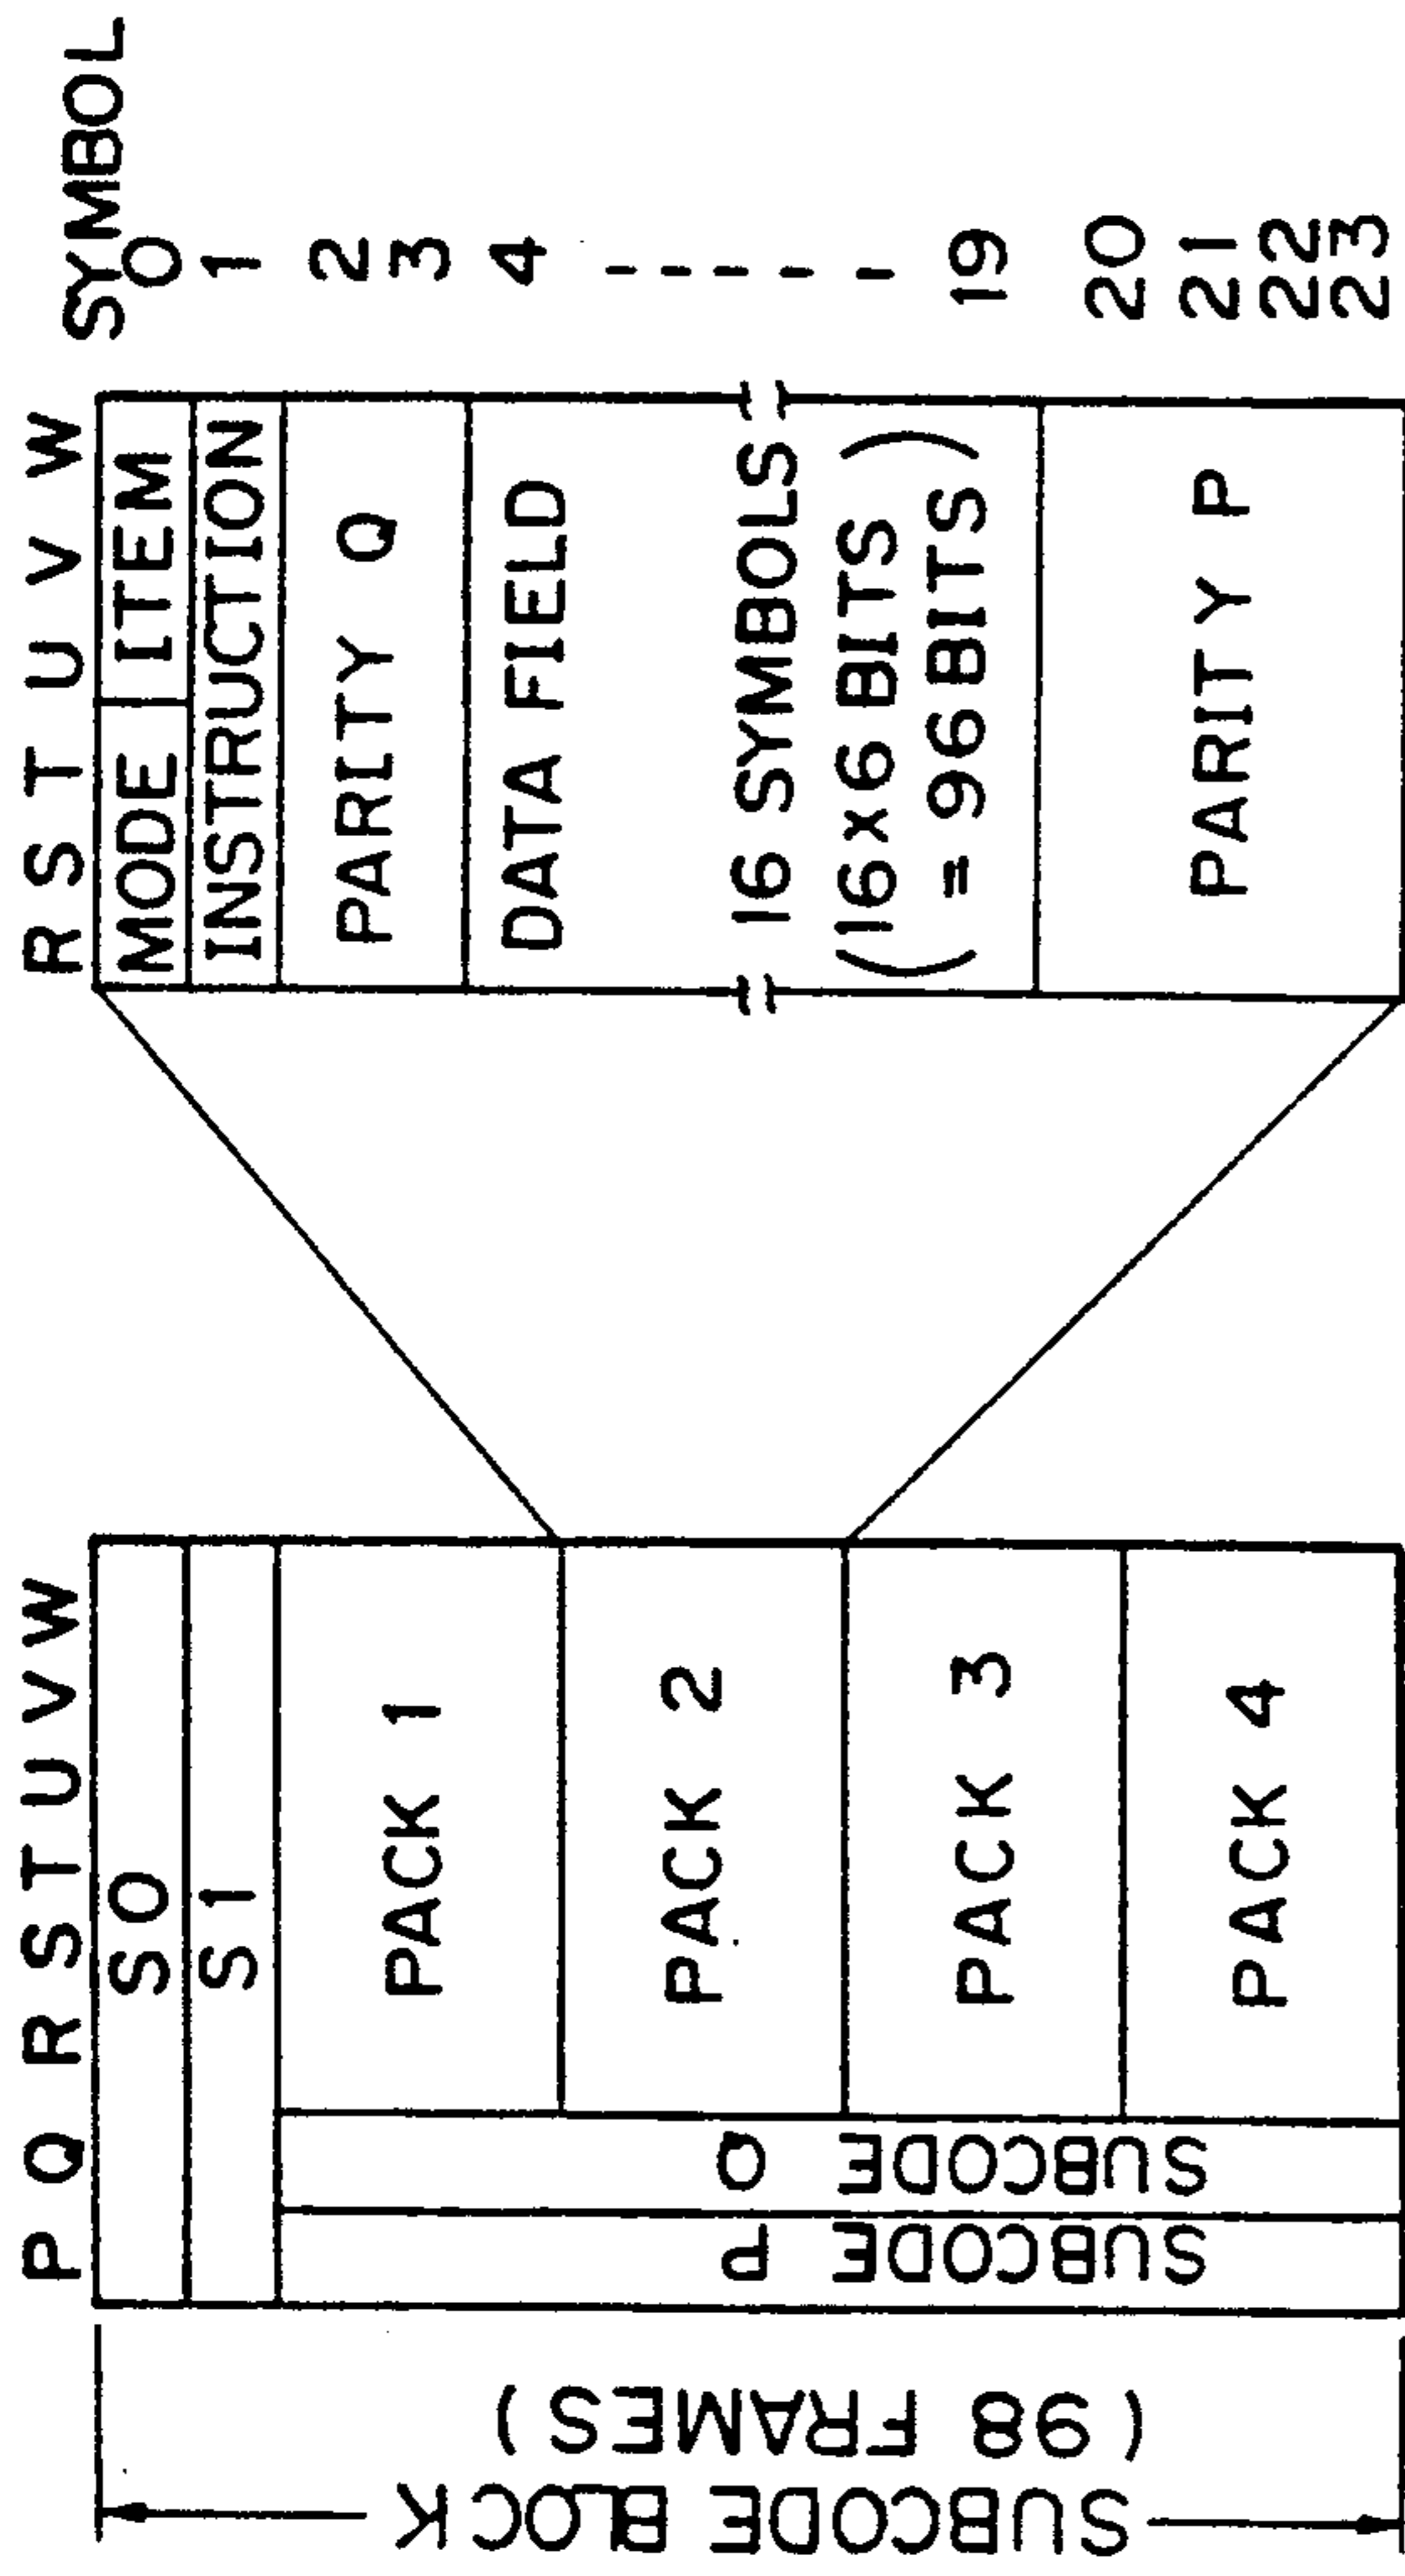 SUBCODE BLOCK
(98 FRAMES)
P Q R S T U V W
S0
S1
SUBCODE P
SUBCODE Q
PACK 1
PACK 2
PACK 3
PACK 4
R S T U V W
SYMBOL
MODE ITEM 0
INSTRUCTION 1
PARITY Q 2
3
DATA FIELD 4
16 SYMBOLS
(16×6 BITS)
(= 96 BITS) 19
PARITY P 20
21
22
23